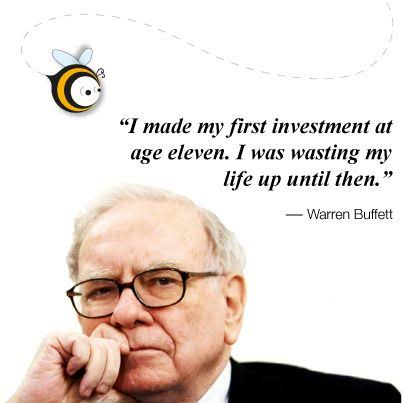 “I made my first investment at
age eleven. I was wasting my
life up until then.”
— Warren Buffett